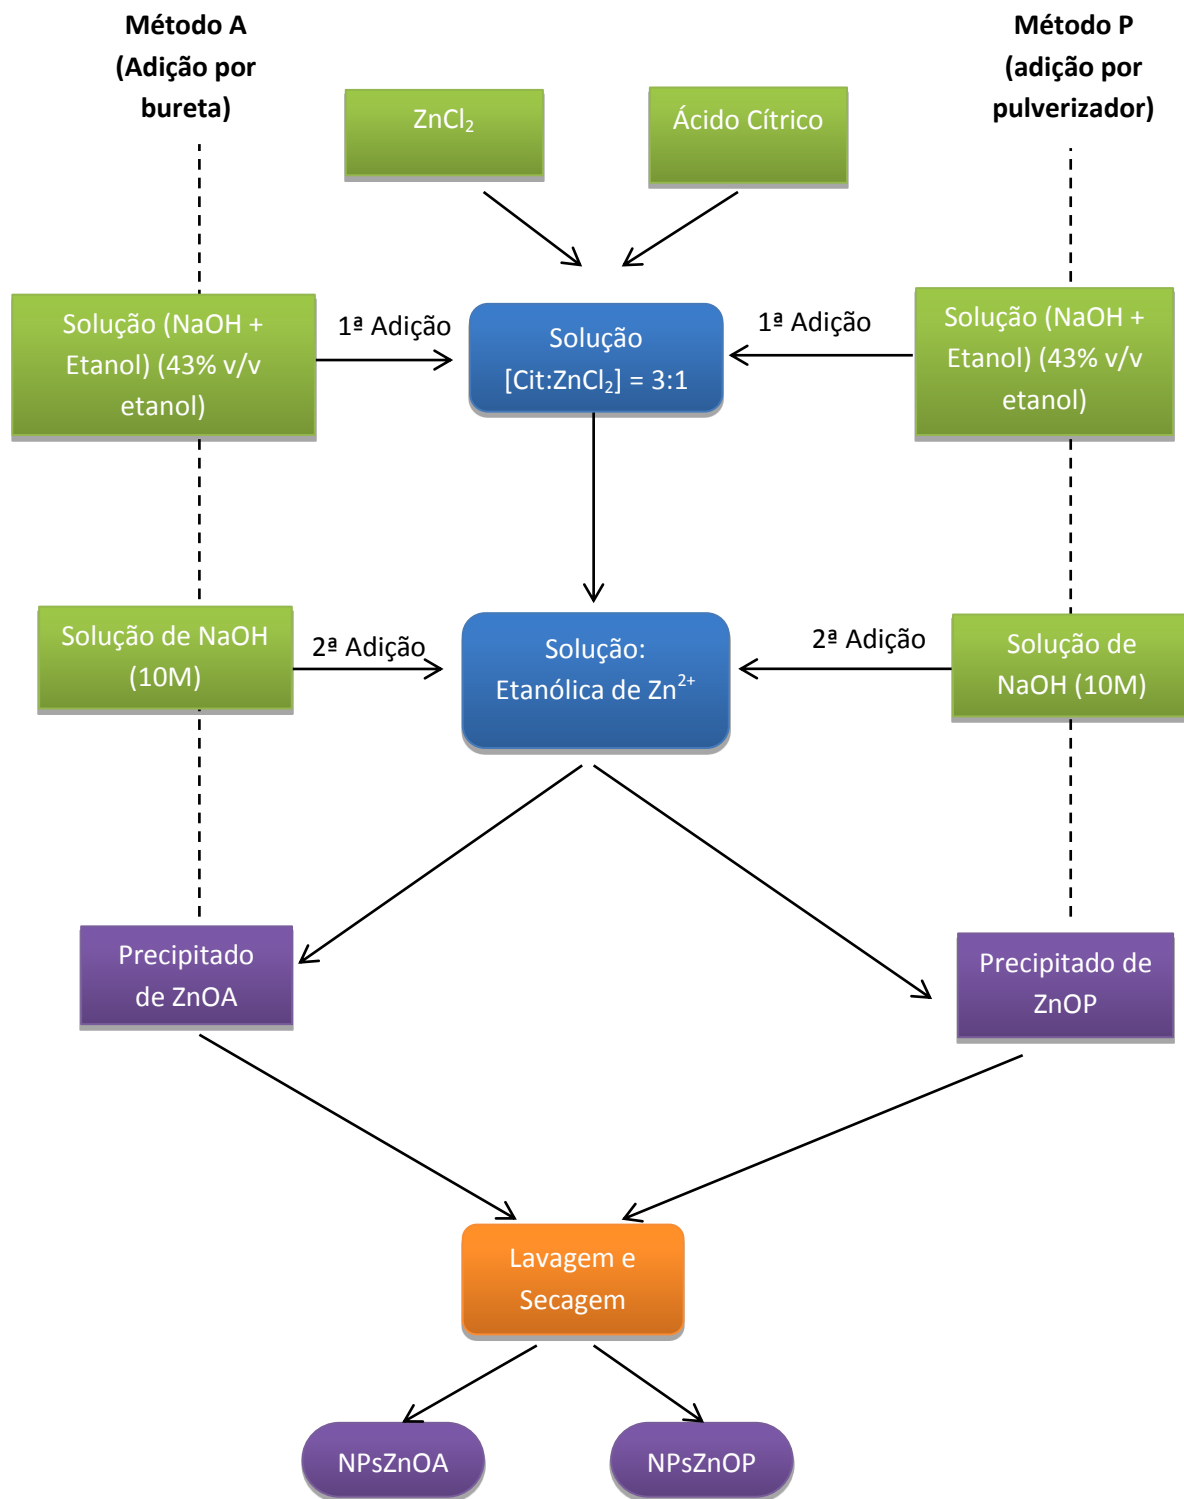 Método A
(Adição por
bureta)
Método P
(adição por
pulverizador)
ZnCl₂
Ácido Cítrico
Solução (NaOH +
Etanol) (43% v/v
etanol)
1ª Adição
Solução
[Cit:ZnCl₂] = 3:1
1ª Adição
Solução (NaOH +
Etanol) (43% v/v
etanol)
Solução de NaOH
(10M)
2ª Adição
Solução:
Etanólica de Zn²⁺
2ª Adição
Solução de
NaOH (10M)
Precipitado
de ZnOA
Precipitado de
ZnOP
Lavagem e
Secagem
NPsZnOA
NPsZnOP